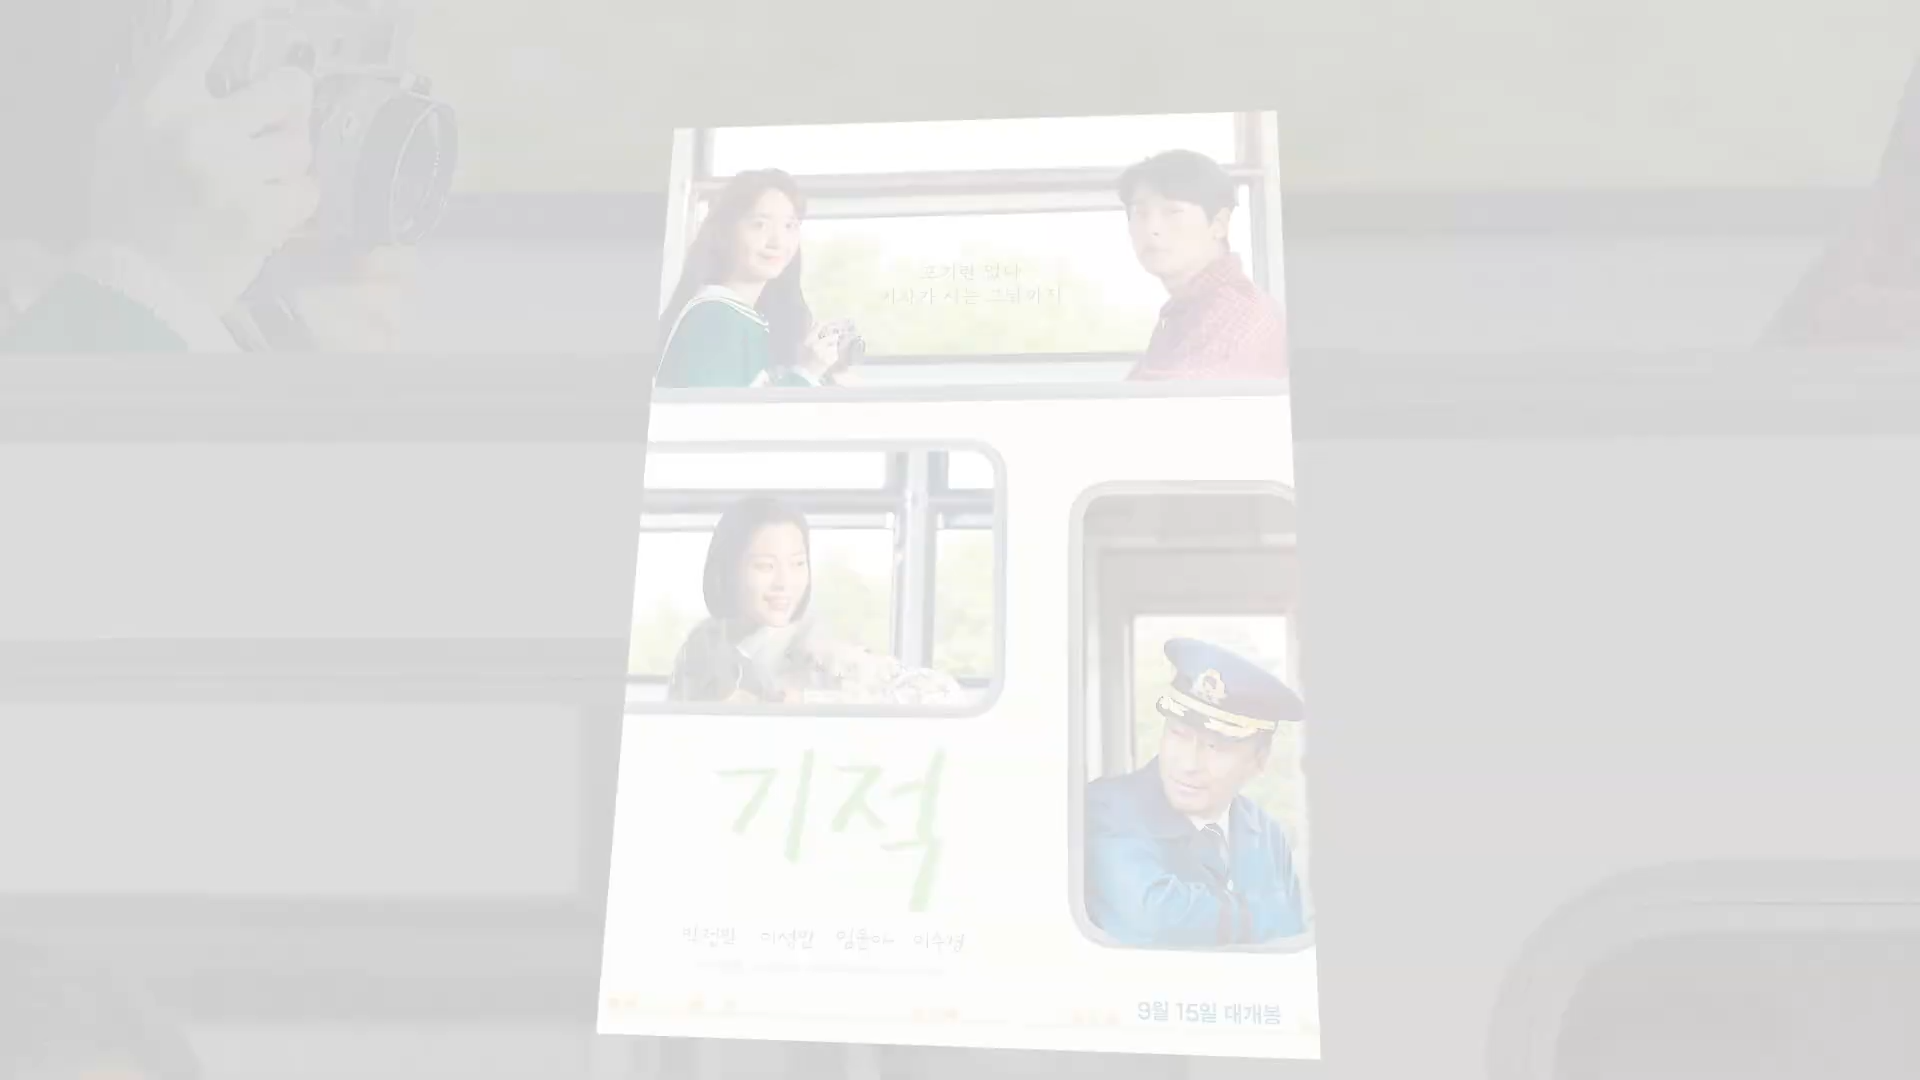 포기란 없다
기차가 서는 그날까지
기적
박정민 이성민 임윤아 이수경
9월 15일 대개봉